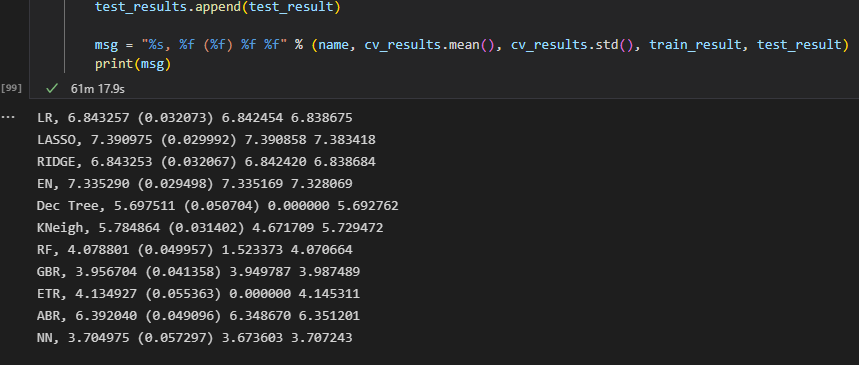 test_results.append(test_result)
msg = "%s, %f (%f) %f %f" % (name, cv_results.mean(), cv_results.std(), train_result, test_result)
print(msg)
[99]
✓ 61m 17.9s
...
LR, 6.843257 (0.032073) 6.842454 6.838675
LASSO, 7.390975 (0.029992) 7.390858 7.383418
RIDGE, 6.843253 (0.032067) 6.842420 6.838684
EN, 7.335290 (0.029498) 7.335169 7.328069
Dec Tree, 5.697511 (0.050704) 0.000000 5.692762
KNeigh, 5.784864 (0.031402) 4.671709 5.729472
RF, 4.078801 (0.049957) 1.523373 4.070664
GBR, 3.956704 (0.041358) 3.949787 3.987489
ETR, 4.134927 (0.055363) 0.000000 4.145311
ABR, 6.392040 (0.049096) 6.348670 6.351201
NN, 3.704975 (0.057297) 3.673603 3.707243